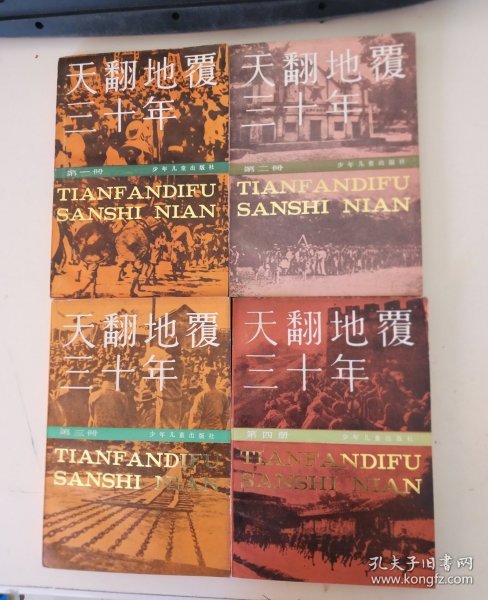 天翻地覆
三十年
第一冊
少年儿童出版社
TIANFANDIFU
SANSHI NIAN
天翻地覆
三十年
第二冊
少年儿童出版社
TIANFANDIFU
SANSHI NIAN
天翻地覆
三十年
第三冊
少年儿童出版社
TIANFANDIFU
SANSHI NIAN
天翻地覆
三十年
第四册
少年儿童出版社
TIANFANDIFU
SANSHI NIAN
孔夫子旧书网
www.kongfz.com